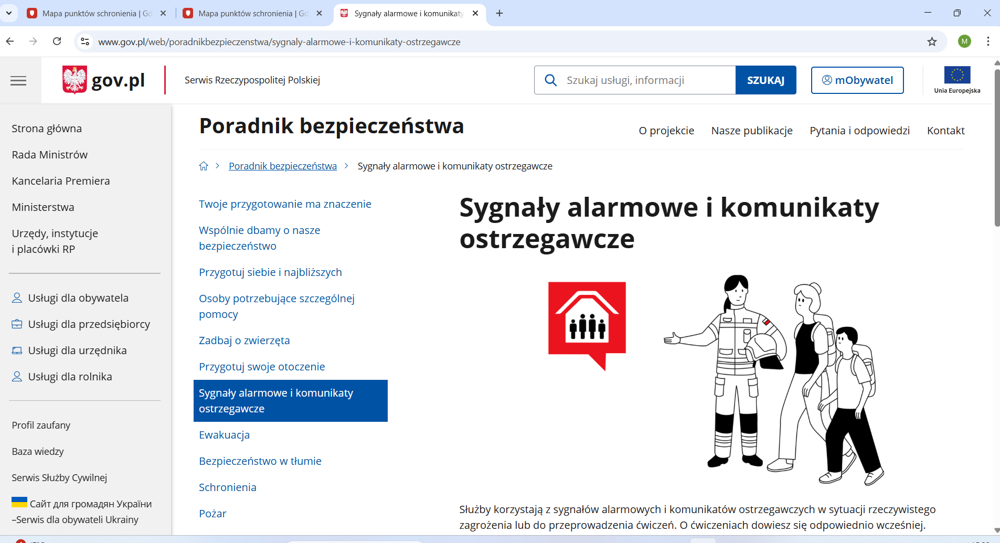 Mapa punktów schronienia | Gd
Mapa punktów schronienia | Gd
Sygnały alarmowe i komunikaty
www.gov.pl/web/poradnikbezpieczenstwa/sygnaly-alarmowe-i-komunikaty-ostrzegawcze
M
gov.pl
Serwis Rzeczypospolitej Polskiej
Szukaj usługi, informacji
SZUKAJ
mObywatel
Unia Europejska
Strona główna
Rada Ministrów
Kancelaria Premiera
Ministerstwa
Urzędy, instytucje
i placówki RP
Usługi dla obywatela
Usługi dla przedsiębiorcy
Usługi dla urzędnika
Usługi dla rolnika
Profil zaufany
Baza wiedzy
Serwis Służby Cywilnej
Сайт для громадян України
–Serwis dla obywateli Ukrainy
Poradnik bezpieczeństwa
O projekcie
Nasze publikacje
Pytania i odpowiedzi
Kontakt
Poradnik bezpieczeństwa > Sygnały alarmowe i komunikaty ostrzegawcze
Twoje przygotowanie ma znaczenie
Wspólnie dbamy o nasze
bezpieczeństwo
Przygotuj siebie i najbliższych
Osoby potrzebujące szczególnej
pomocy
Zadbaj o zwierzęta
Przygotuj swoje otoczenie
Sygnały alarmowe i komunikaty
ostrzegawcze
Ewakuacja
Bezpieczeństwo w tłumie
Schronienia
Pożar
Sygnały alarmowe i komunikaty
ostrzegawcze
Służby korzystają z sygnałów alarmowych i komunikatów ostrzegawczych w sytuacji rzeczywistego
zagrożenia lub do przeprowadzenia ćwiczeń. O ćwiczeniach dowiesz się odpowiednio wcześniej.